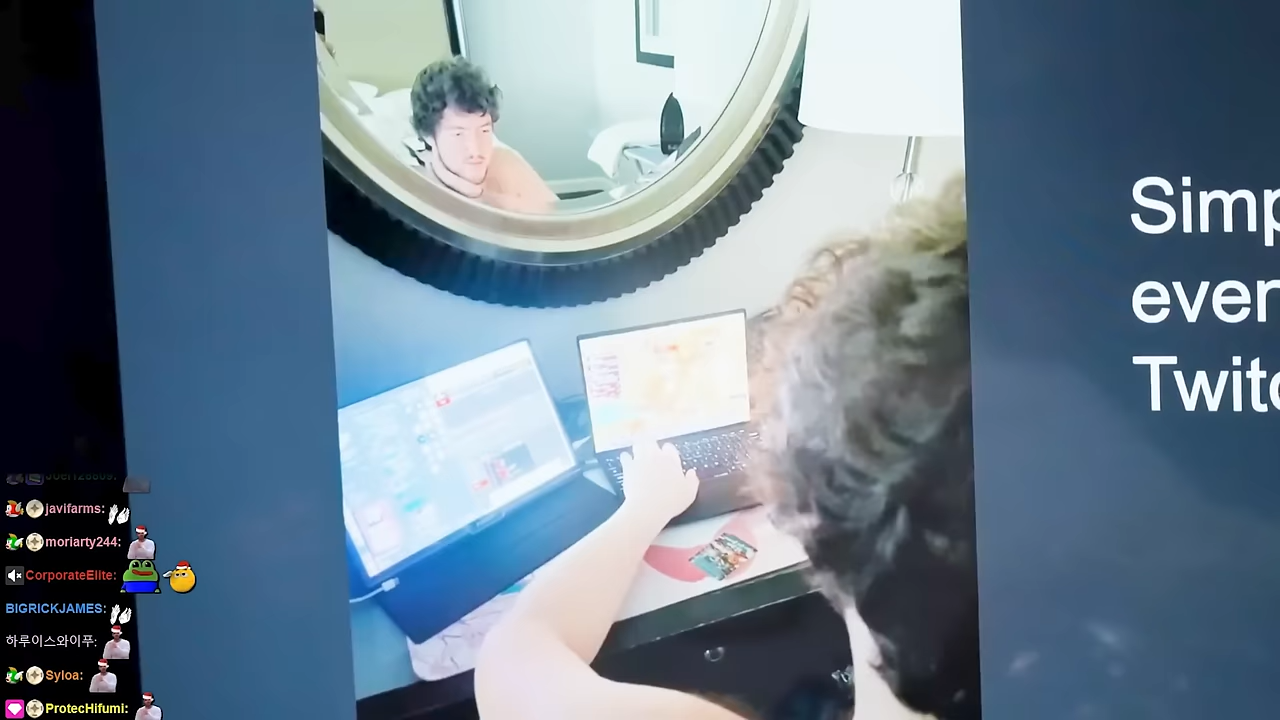 Simp
ever
Twitc
javifarms:
moriarty244:
CorporateElite:
BIGRICKJAMES:
하루이스와이푸:
Syloa:
ProtecHifumi: